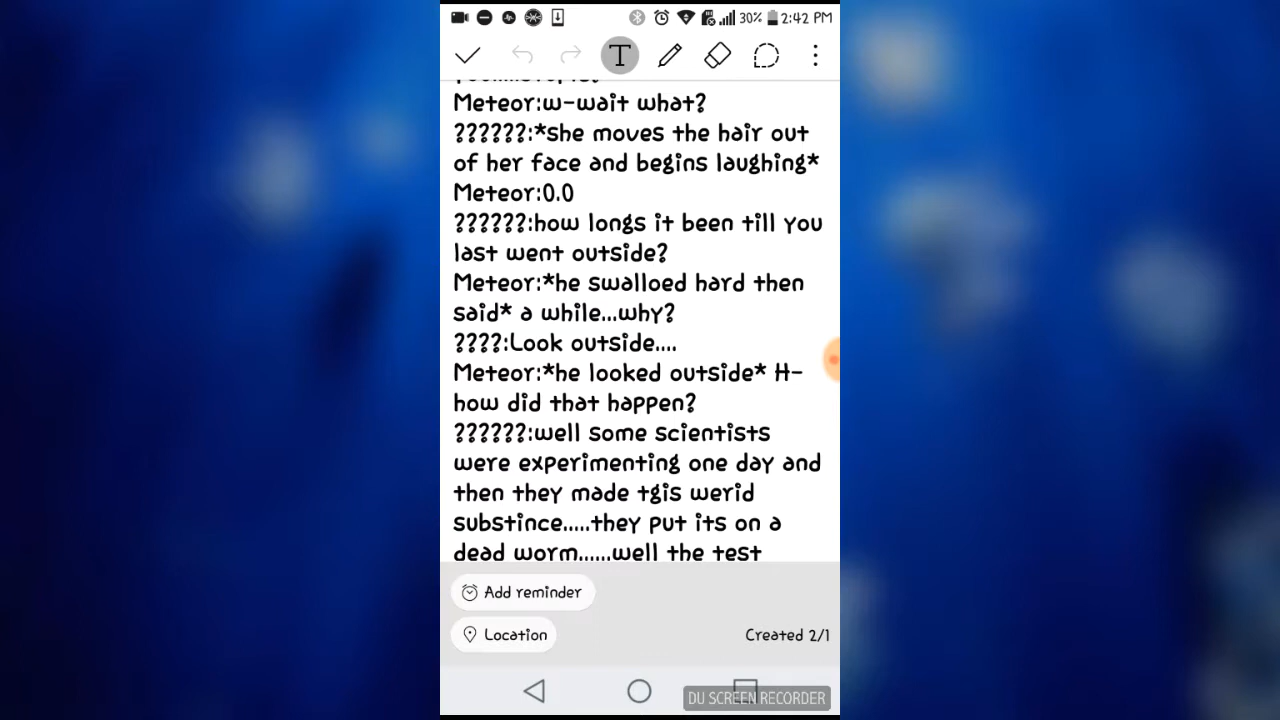 30% 2:42 PM
T
Meteor:w-wait what?
??????:*she moves the hair out
of her face and begins laughing*
Meteor:0.0
??????:how longs it been till you
last went outside?
Meteor:*he swalloed hard then
said* a while...why?
????:Look outside....
Meteor:*he looked outside* H-
how did that happen?
??????:well some scientists
were experimenting one day and
then they made tgis werid
substince.....they put its on a
dead worm......well the test
Add reminder
Location
Created 2/1
DU SCREEN RECORDER